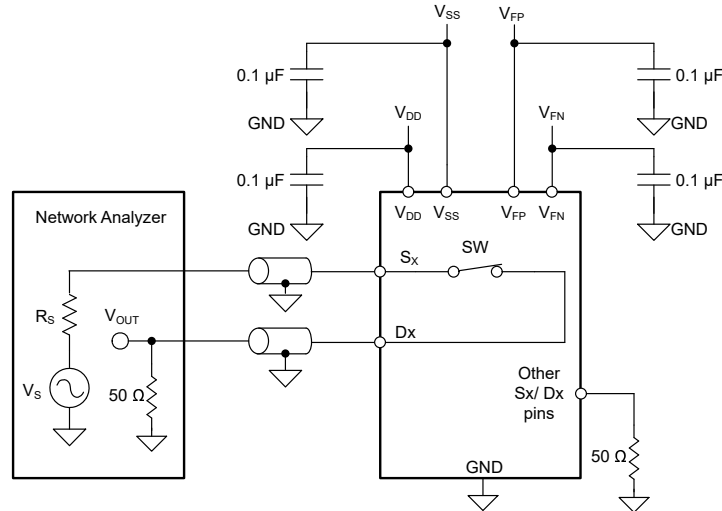 VSS
VFP
0.1 µF
0.1 µF
GND
GND
VDD
VFN
0.1 µF
0.1 µF
GND
GND
VDD
VSS
VFP
VFN
Network Analyzer
SX
SW
RS
VOUT
Dx
VS
50 Ω
Other
Sx/ Dx
pins
50 Ω
GND